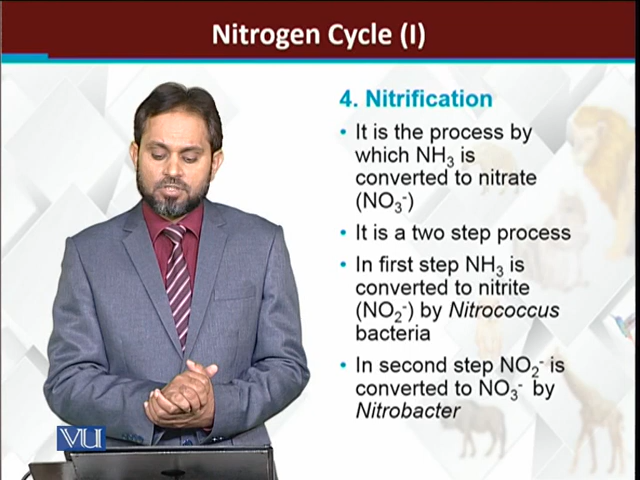 Nitrogen Cycle (I)
4. Nitrification
• It is the process by
which NH₃ is
converted to nitrate
(NO₃⁻)
• It is a two step process
• In first step NH₃ is
converted to nitrite
(NO₂⁻) by Nitrococcus
bacteria
• In second step NO₂⁻ is
converted to NO₃⁻ by
Nitrobacter
VU